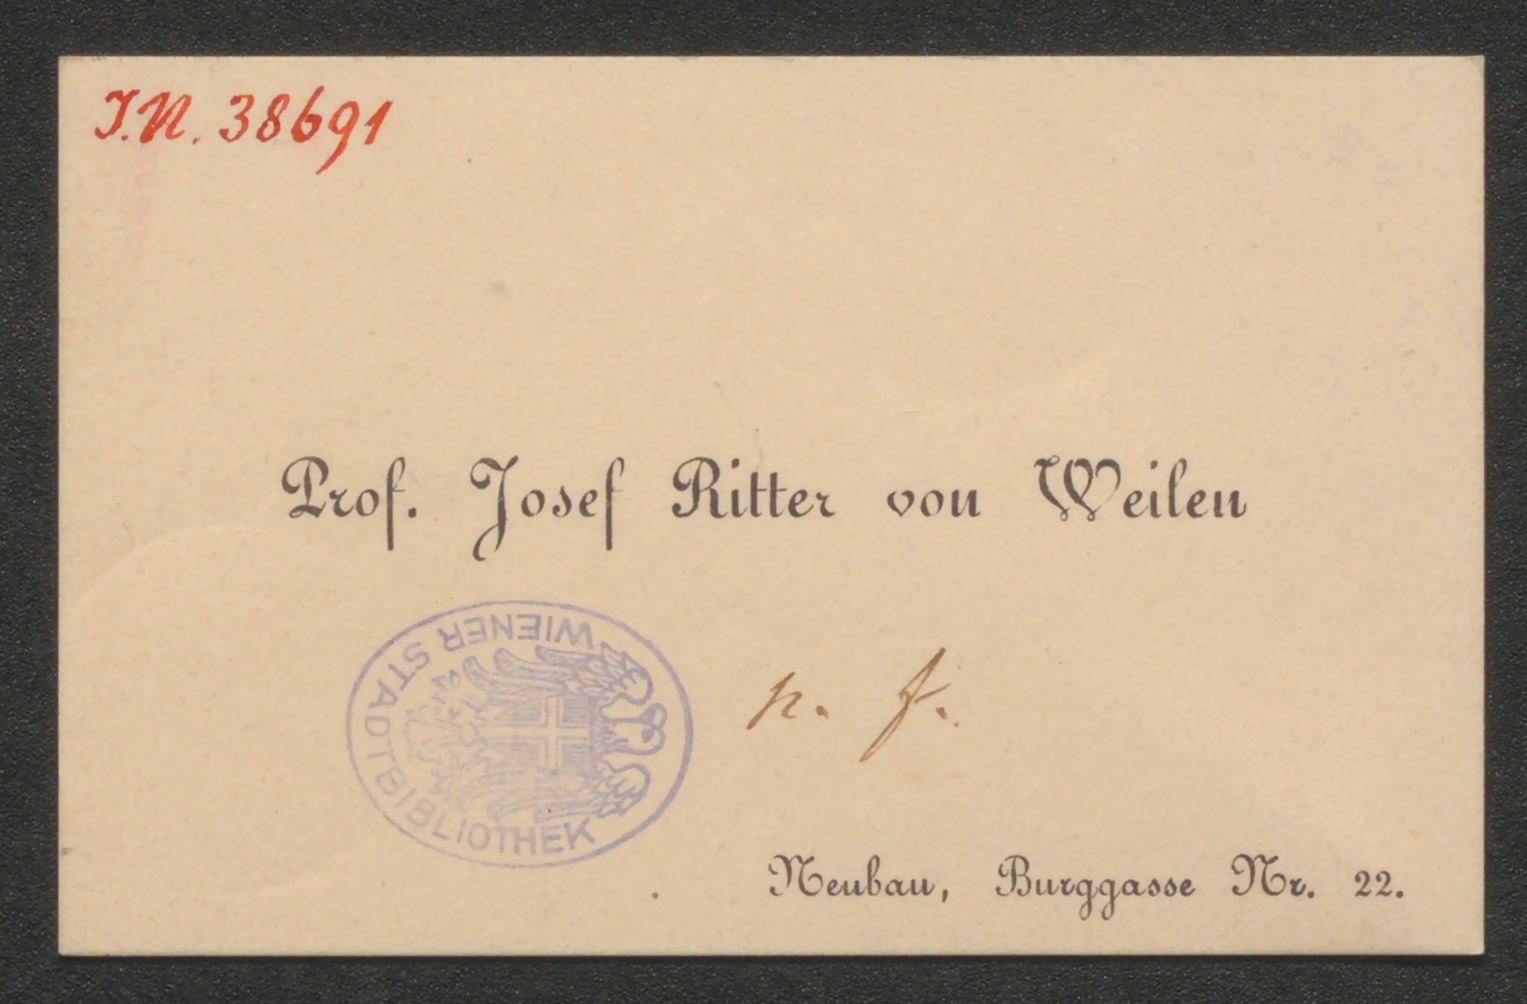 J.N. 38691
Prof. Josef Ritter von Weilen
WIENER STADTBIBLIOTHEK
p. f.
Neubau, Burggasse Nr. 22.